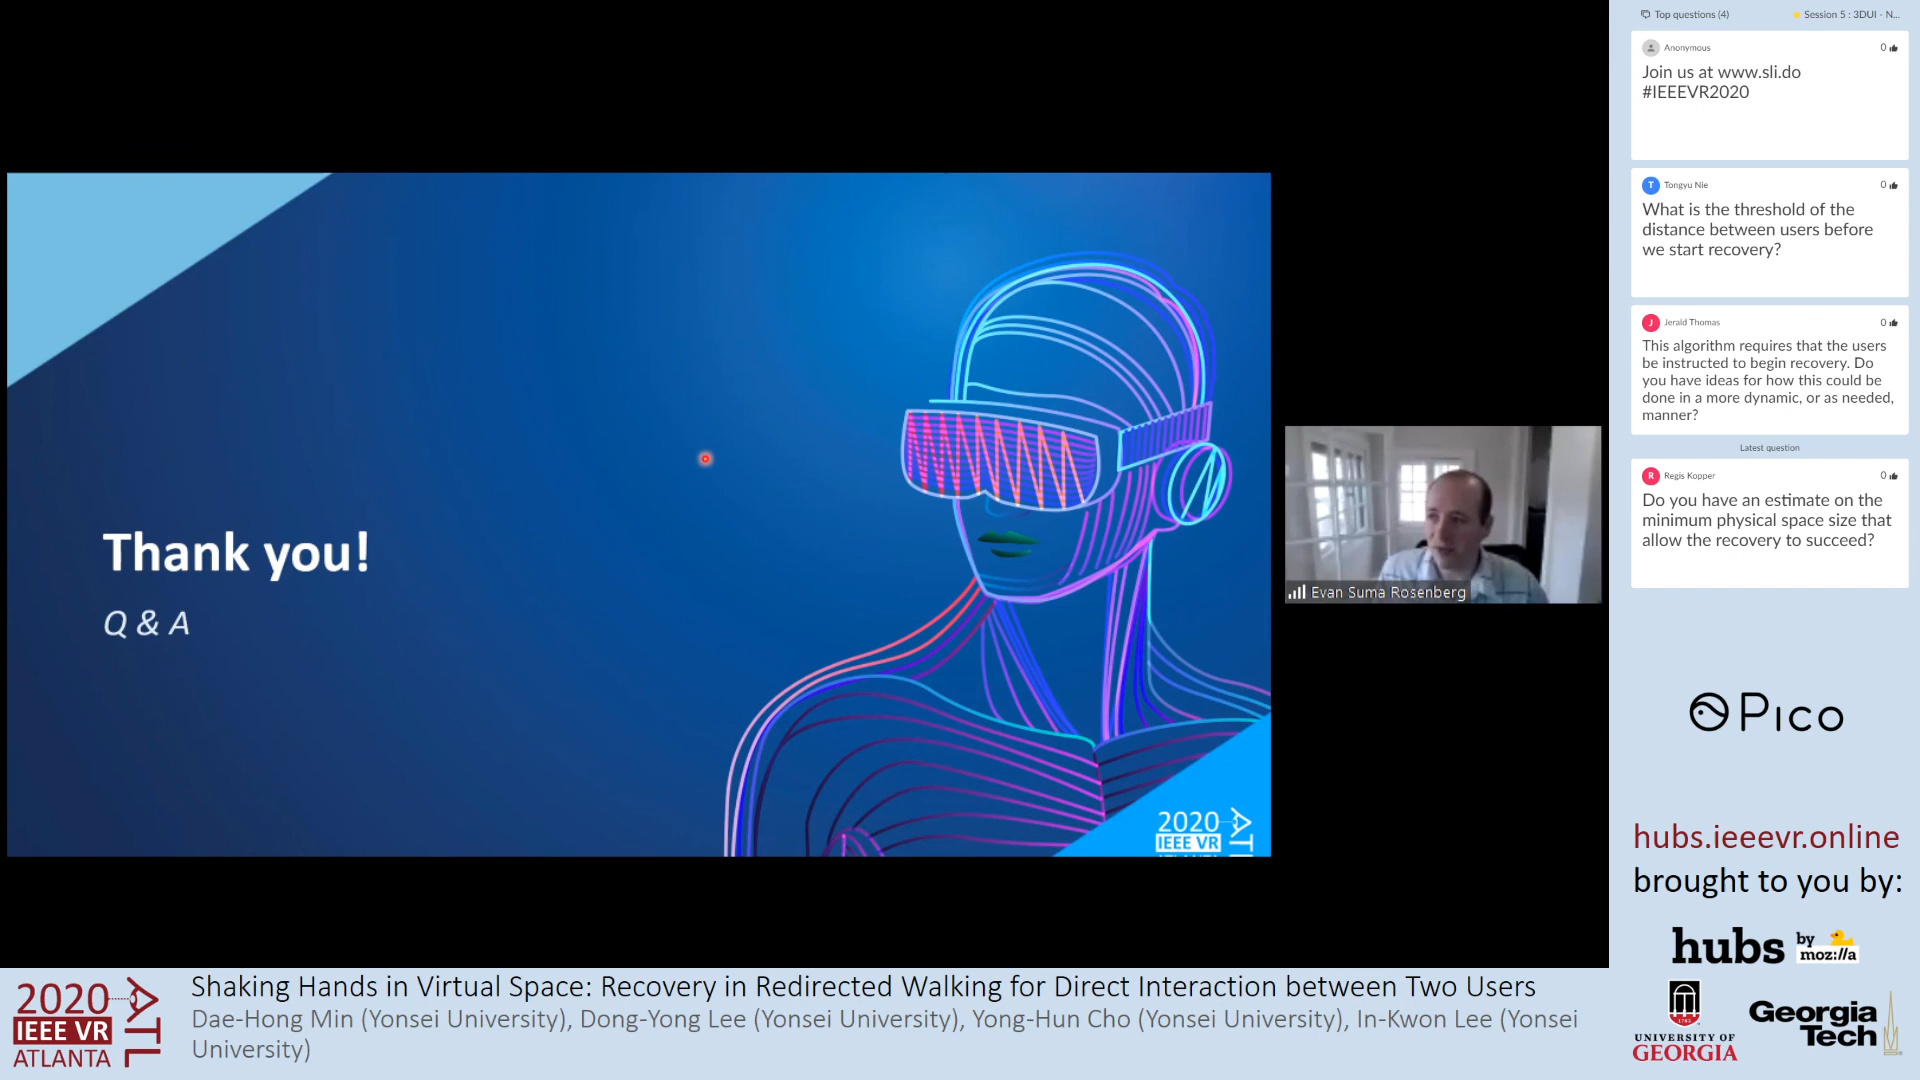 Top questions (4)
Session 5 : 3DUI - N...
Anonymous
0
Join us at www.sli.do
#IEEEVR2020
T
Tongyu Nie
0
What is the threshold of the
distance between users before
we start recovery?
J
Jerald Thomas
0
This algorithm requires that the users
be instructed to begin recovery. Do
you have ideas for how this could be
done in a more dynamic, or as needed,
manner?
Latest question
R
Regis Kopper
0
Do you have an estimate on the
minimum physical space size that
allow the recovery to succeed?
Thank you!
Q & A
2020
IEEE VR
Evan Suma Rosenberg
Pico
hubs.ieeevr.online
brought to you by:
hubs by
moz://a
1785
UNIVERSITY OF
GEORGIA
Georgia
Tech
2020
IEEE VR
ATLANTA
ATL
Shaking Hands in Virtual Space: Recovery in Redirected Walking for Direct Interaction between Two Users
Dae-Hong Min (Yonsei University), Dong-Yong Lee (Yonsei University), Yong-Hun Cho (Yonsei University), In-Kwon Lee (Yonsei
University)